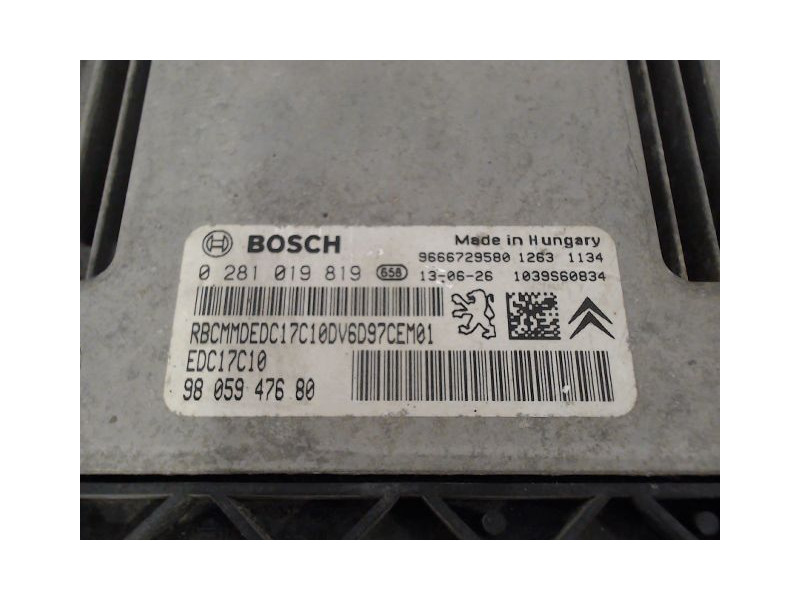 BOSCH Made in Hungary
9666729580 1263 1134
0 281 019 819 656 13-06-26 1039S60834
RBCMMDEDC17C10DV6D97CEM01
EDC17C10
98 059 476 80